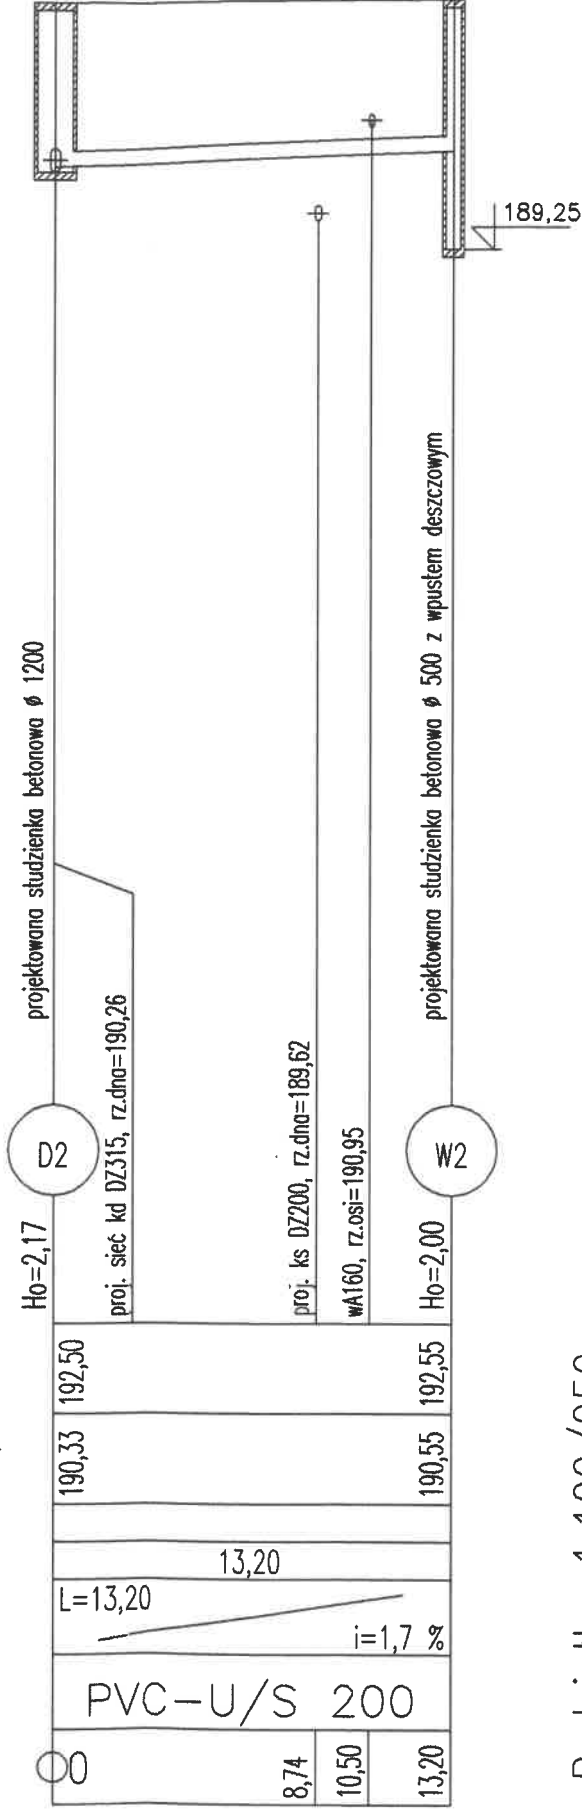 189,25
projektowana studzienka betonowa ø 1200
projektowana studzienka betonowa ø 500 z wpustem deszczowym
D2
W2
Ho=2,17
proj. sieć kd DZ315, rz.dna=190,26
proj. ks DZ200, rz.dna=189,62
wA160, rz.osi=190,95
Ho=2,00
192,50
192,55
190,33
190,55
13,20
L=13,20
i=1,7 %
PVC-U/S 200
0
8,74
10,50
13,20